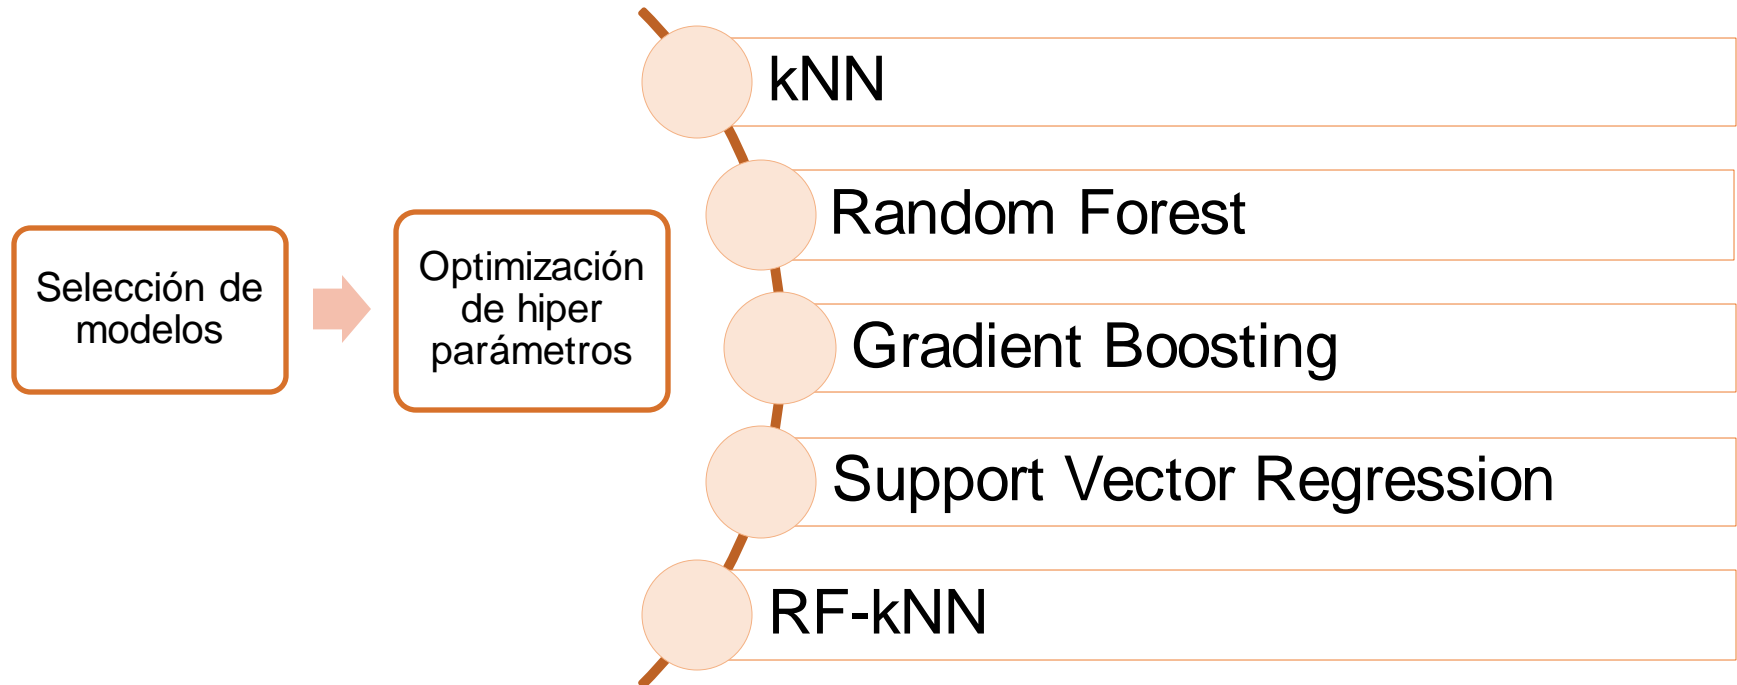 Selección de
modelos
Optimización
de hiper
parámetros
kNN
Random Forest
Gradient Boosting
Support Vector Regression
RF-kNN